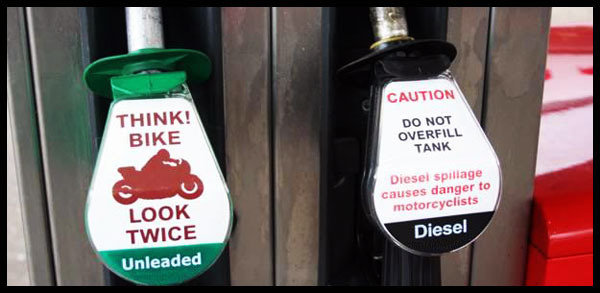 THINK!
BIKE
LOOK
TWICE
Unleaded
CAUTION
DO NOT
OVERFILL
TANK
Diesel spillage
causes danger to
motorcyclists
Diesel